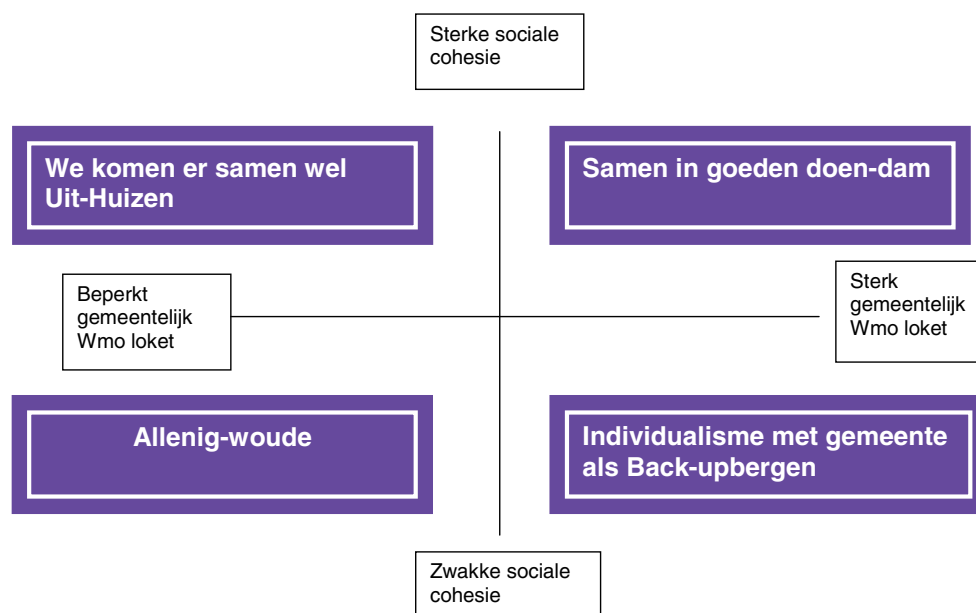 Sterke sociale
cohesie
We komen er samen wel
Uit-Huizen
Samen in goeden doen-dam
Beperkt
gemeentelijk
Wmo loket
Sterk
gemeentelijk
Wmo loket
Allenig-woude
Individualisme met gemeente
als Back-upbergen
Zwakke sociale
cohesie